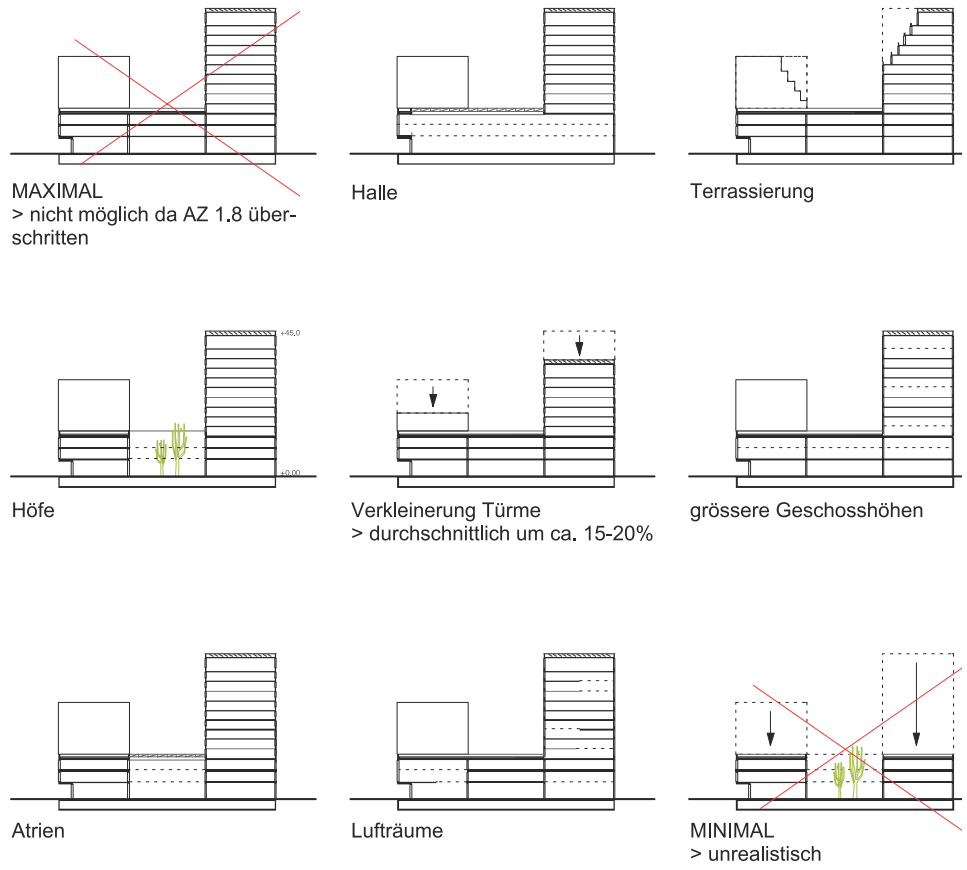 MAXIMAL
> nicht möglich da AZ 1.8 über-
schritten
Halle
Terrassierung
+45,0
+0.00
Höfe
Verkleinerung Türme
> durchschnittlich um ca. 15-20%
grössere Geschosshöhen
Atrien
Lufträume
MINIMAL
> unrealistisch